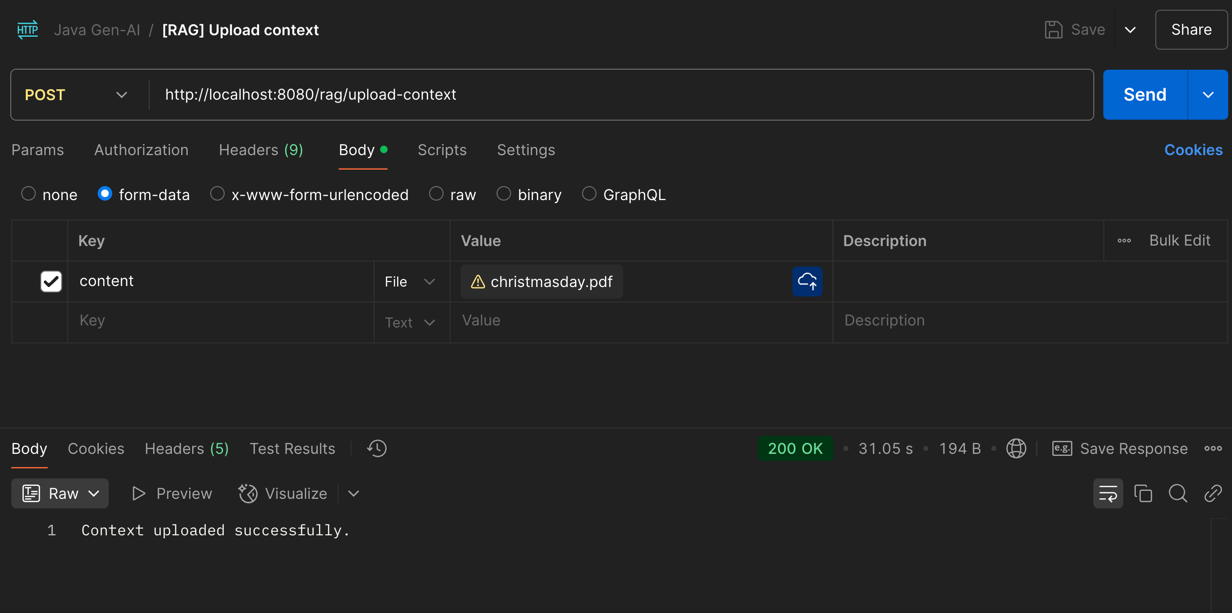 HTTP Java Gen-AI / [RAG] Upload context Save Share
POST http://localhost:8080/rag/upload-context Send
Params Authorization Headers (9) Body Scripts Settings Cookies
none form-data x-www-form-urlencoded raw binary GraphQL
Key Value Description Bulk Edit
content File christmasday.pdf
Key Text Value Description
Body Cookies Headers (5) Test Results 200 OK • 31.05 s • 194 B • e.g. Save Response
Raw Preview Visualize
1 Context uploaded successfully.